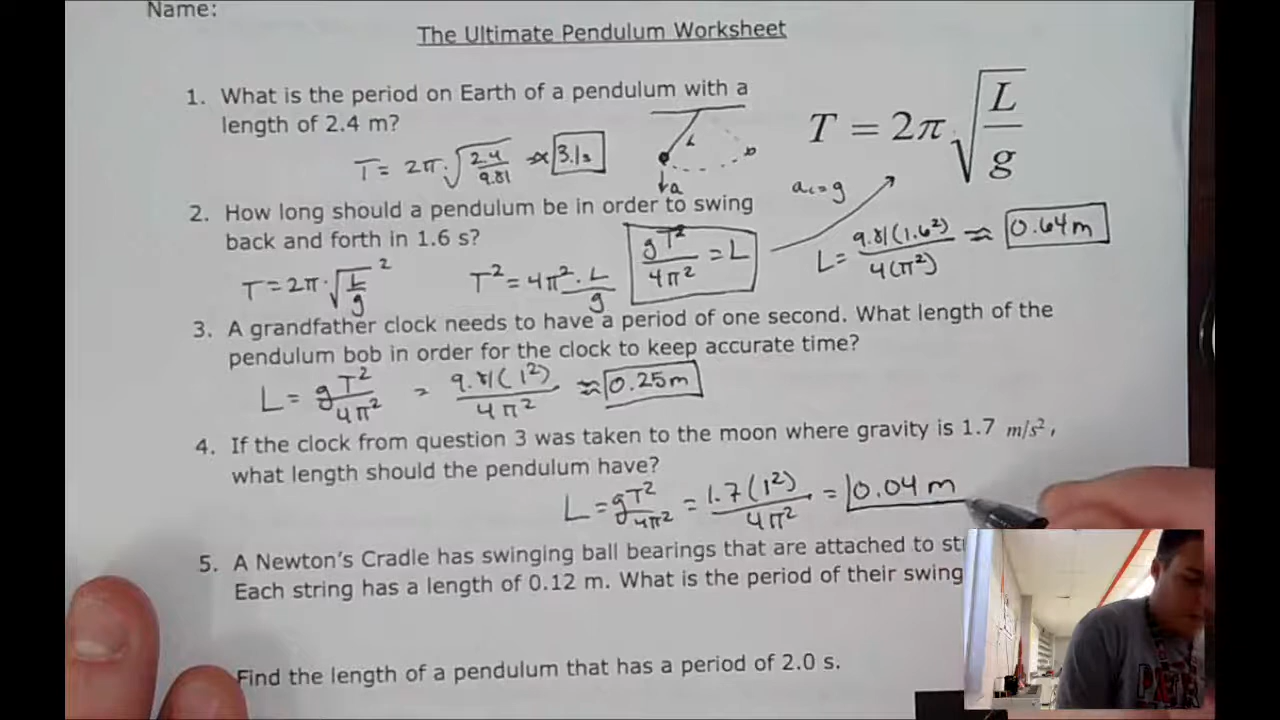 Name:
The Ultimate Pendulum Worksheet
1. What is the period on Earth of a pendulum with a
length of 2.4 m?
T = 2π √(L/g)
T = 2π · √(2.4/9.81) ≈ 3.1s
L
a
2. How long should a pendulum be in order to swing
back and forth in 1.6 s?
T = 2π · √(L/g) ²
T² = 4π² · L/g
gT²/4π² = L
L = 9.81(1.6²)/4(π²) ≈ 0.64m
3. A grandfather clock needs to have a period of one second. What length of the
pendulum bob in order for the clock to keep accurate time?
L = gT²/4π² = 9.81(1²)/4π² ≈ 0.25m
4. If the clock from question 3 was taken to the moon where gravity is 1.7 m/s²,
what length should the pendulum have?
L = gT²/4π² = 1.7(1²)/4π² = 0.04 m
5. A Newton's Cradle has swinging ball bearings that are attached to
Each string has a length of 0.12 m. What is the period of their swing
Find the length of a pendulum that has a period of 2.0 s.